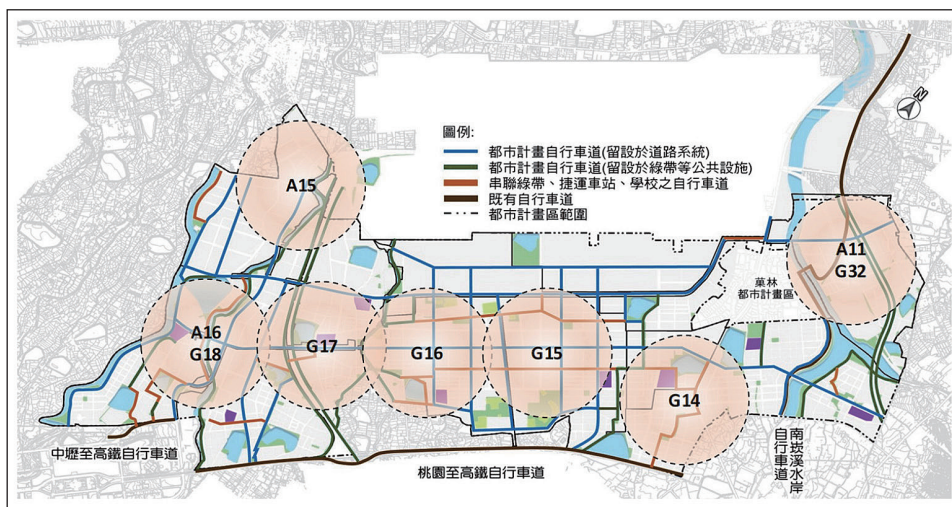 圖例:
都市計畫自行車道(留設於道路系統)
都市計畫自行車道(留設於綠帶等公共設施)
串聯綠帶、捷運車站、學校之自行車道
既有自行車道
都市計畫區範圍
N
A15
A11
G32
菓林
都市計畫區
A16
G18
G17
G16
G15
G14
中壢至高鐵自行車道
桃園至高鐵自行車道
南崁溪水岸
自行車道